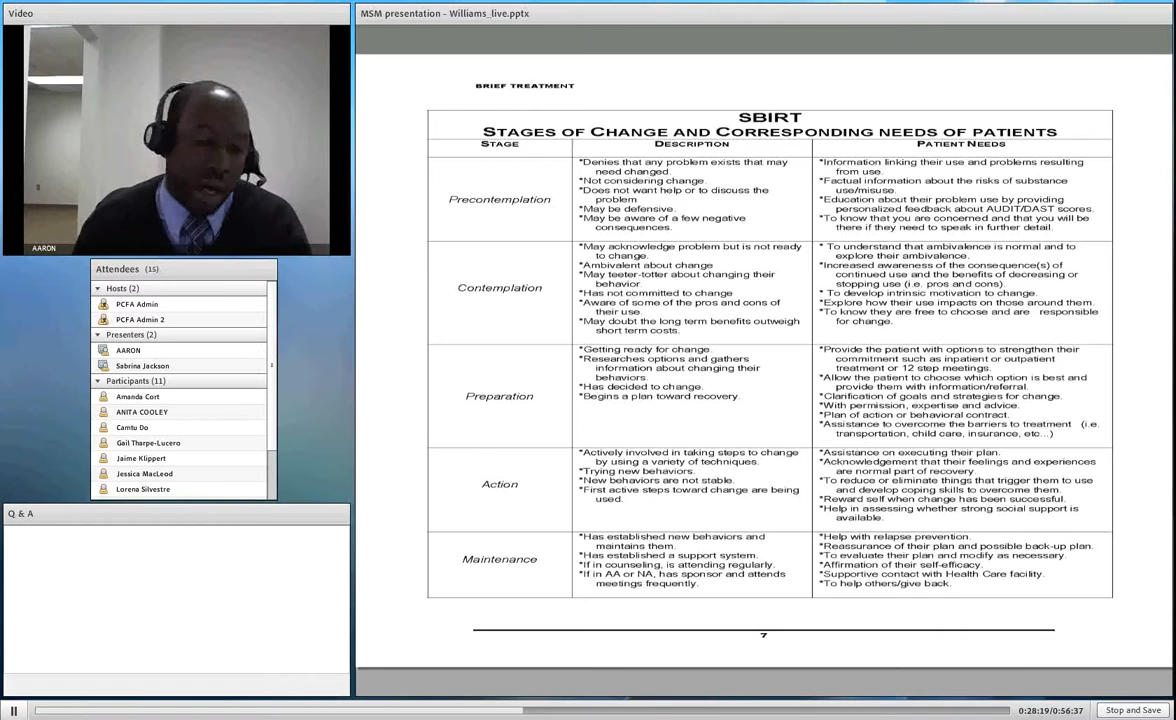 Video
AARON
Attendees (15)
Hosts (2)
PCFA Admin
PCFA Admin 2
Presenters (2)
AARON
Sabrina Jackson
Participants (11)
Amanda Cort
ANITA COOLEY
Camtu Do
Gail Tharpe-Lucero
Jaime Klippert
Jessica MacLeod
Lorena Silvestre
Q & A
MSM presentation - Williams_live.pptx
BRIEF TREATMENT
SBIRT
STAGES OF CHANGE AND CORRESPONDING NEEDS OF PATIENTS
STAGE
DESCRIPTION
PATIENT NEEDS
Precontemplation
*Denies that any problem exists that may
need changed.
*Not considering change.
*Does not want help or to discuss the
problem
*May be defensive.
*May be aware of a few negative
consequences.
*Information linking their use and problems resulting
from use.
*Factual information about the risks of substance
use/misuse.
*Education about their problem use by providing
personalized feedback about AUDIT/DAST scores.
*To know that you are concerned and that you will be
there if they need to speak in further detail.
Contemplation
*May acknowledge problem but is not ready
to change.
*Ambivalent about change
*May teeter-totter about changing their
behavior.
*Has not committed to change
*Aware of some of the pros and cons of
their use.
*May doubt the long term benefits outweigh
short term costs.
* To understand that ambivalence is normal and to
explore their ambivalence.
*Increased awareness of the consequence(s) of
continued use and the benefits of decreasing or
stopping use (i.e. pros and cons).
* To develop intrinsic motivation to change.
*Explore how their use impacts on those around them.
*To know they are free to choose and are responsible
for change.
Preparation
*Getting ready for change.
*Researches options and gathers
information about changing their
behaviors.
*Has decided to change.
*Begins a plan toward recovery.
*Provide the patient with options to strengthen their
commitment such as inpatient or outpatient
treatment or 12 step meetings.
*Allow the patient to choose which option is best and
provide them with information/referral.
*Clarification of goals and strategies for change.
*With permission, expertise and advice.
*Plan of action or behavioral contract.
*Assistance to overcome the barriers to treatment (i.e.
transportation, child care, insurance, etc...)
Action
*Actively involved in taking steps to change
by using a variety of techniques.
*Trying new behaviors.
*New behaviors are not stable.
*First active steps toward change are being
used.
*Assistance on executing their plan.
*Acknowledgement that their feelings and experiences
are normal part of recovery.
*To reduce or eliminate things that trigger them to use
and develop coping skills to overcome them.
*Reward self when change has been successful.
*Help in assessing whether strong social support is
available.
Maintenance
*Has established new behaviors and
maintains them.
*Has established a support system.
*If in counseling, is attending regularly.
*If in AA or NA, has sponsor and attends
meetings frequently.
*Help with relapse prevention.
*Reassurance of their plan and possible back-up plan.
*To evaluate their plan and modify as necessary.
*Affirmation of their self-efficacy.
*Supportive contact with Health Care facility.
*To help others/give back.
7
0:28:19/0:56:37
Stop and Save